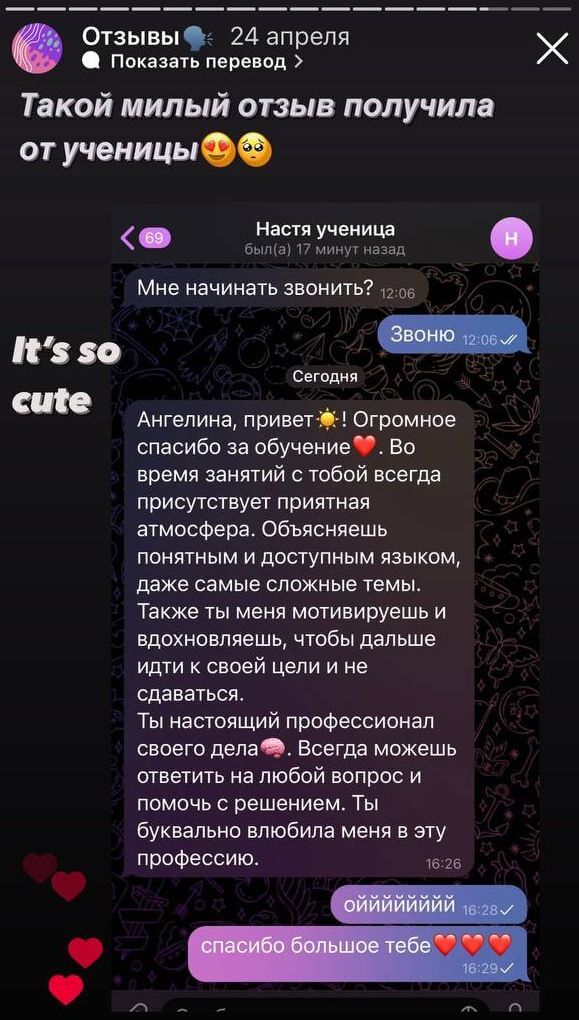 Отзывы🗣️ 24 апреля
Показать перевод >
Такой милый отзыв получила
от ученицы😍🥺
69
Настя ученица
был(а) 17 минут назад
Н
Мне начинать звонить? 12:06
Звоню 12:06
It's so
cute
Сегодня
Ангелина, привет☀️! Огромное
спасибо за обучение❤️. Во
время занятий с тобой всегда
присутствует приятная
атмосфера. Объясняешь
понятным и доступным языком,
даже самые сложные темы.
Также ты меня мотивируешь и
вдохновляешь, чтобы дальше
идти к своей цели и не
сдаваться.
Ты настоящий профессионал
своего дела🧠. Всегда можешь
ответить на любой вопрос и
помочь с решением. Ты
буквально влюбила меня в эту
профессию. 16:26
ойййййййй 16:28
спасибо большое тебе❤️❤️❤️
16:29